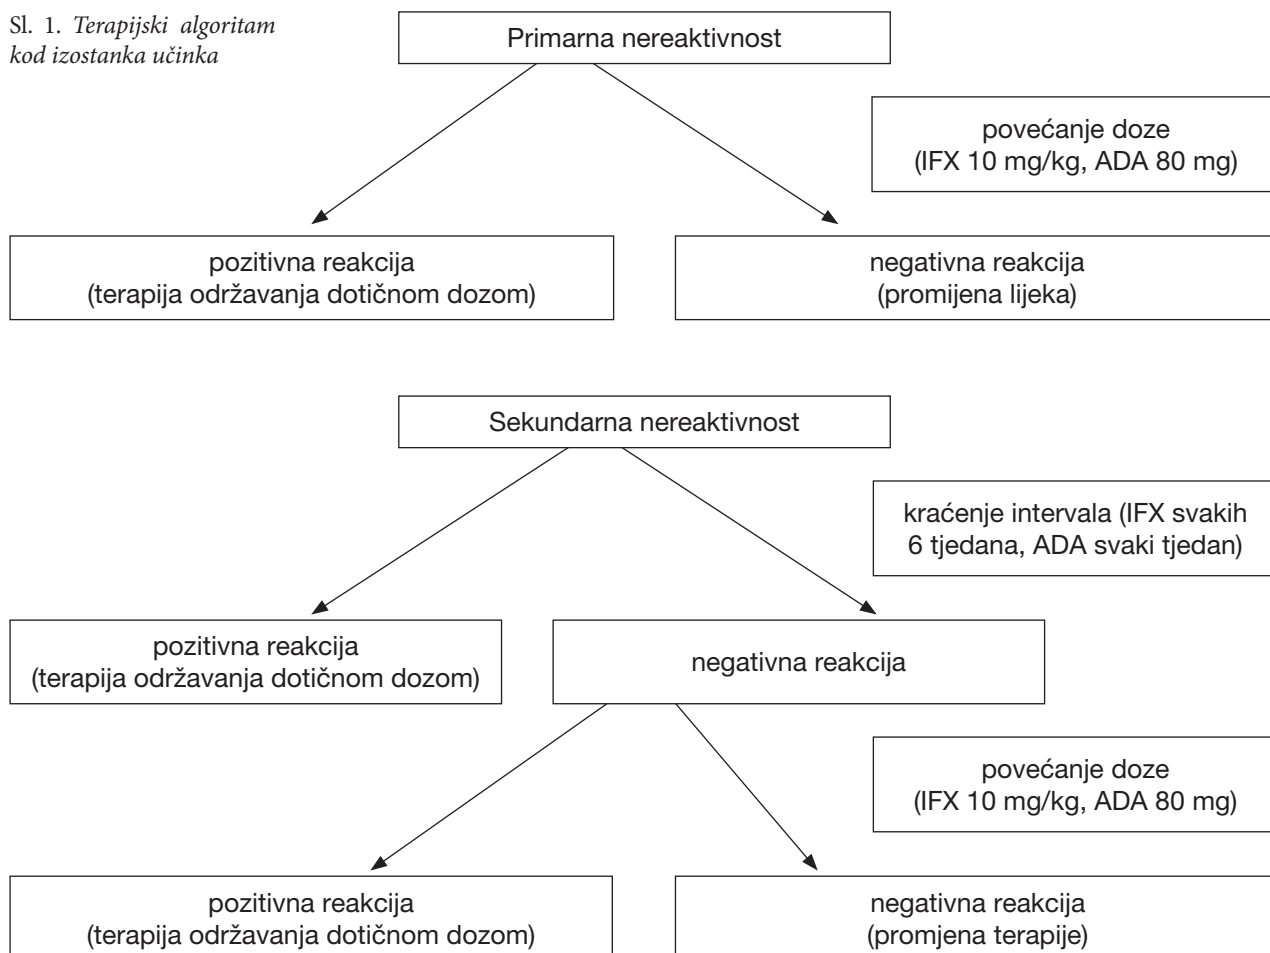 Sl. 1. Terapijski algoritam
kod izostanka učinka
Primarna nereaktivnost
povećanje doze
(IFX 10 mg/kg, ADA 80 mg)
pozitivna reakcija
(terapija održavanja dotičnom dozom)
negativna reakcija
(promijena lijeka)
Sekundarna nereaktivnost
kraćenje intervala (IFX svakih
6 tjedana, ADA svaki tjedan)
pozitivna reakcija
(terapija održavanja dotičnom dozom)
negativna reakcija
povećanje doze
(IFX 10 mg/kg, ADA 80 mg)
pozitivna reakcija
(terapija održavanja dotičnom dozom)
negativna reakcija
(promjena terapije)